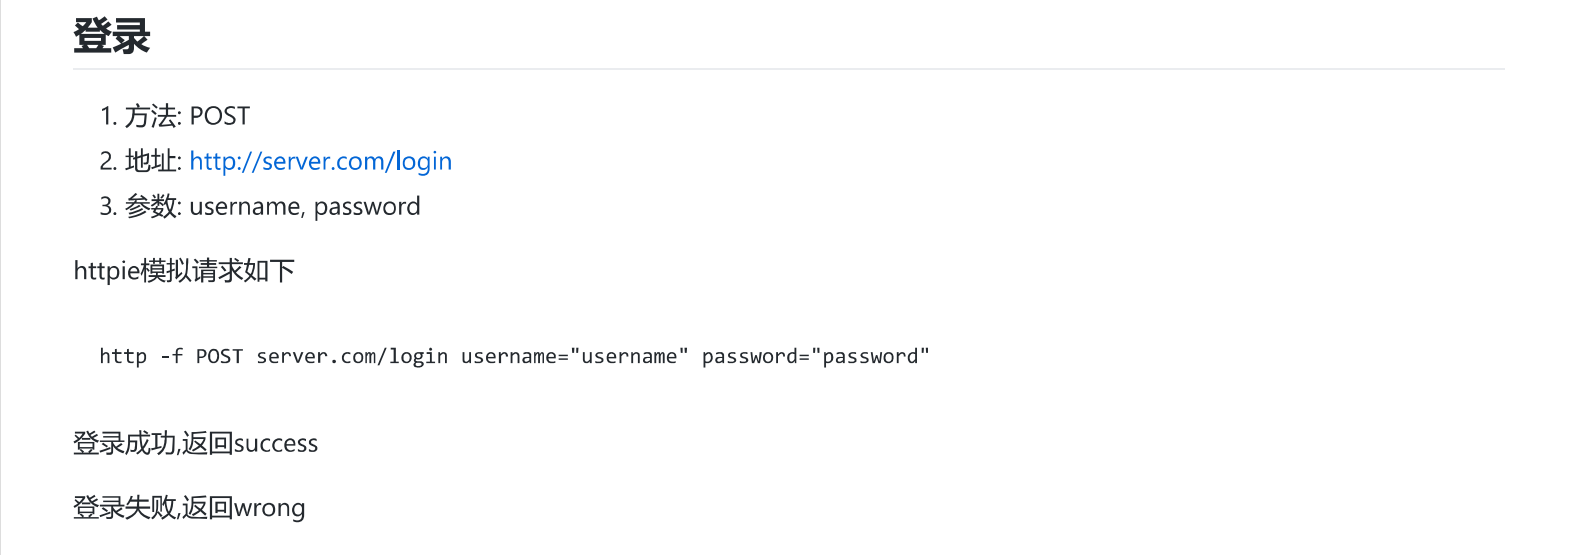 登录
1. 方法: POST
2. 地址: http://server.com/login
3. 参数: username, password
httpie模拟请求如下
http -f POST server.com/login username="username" password="password"
登录成功,返回success
登录失败,返回wrong